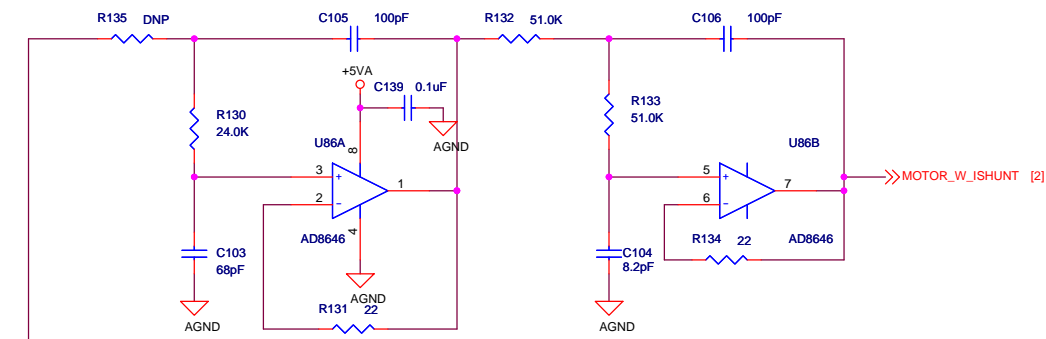 R135 DNP
C105 100pF
R132 51.0K
C106 100pF
+5VA
C139 0.1uF
R130
24.0K
R133
51.0K
AGND
U86A
U86B
8
3
+
1
2
-
4
5
+
7
6
-
MOTOR_W_ISHUNT [2]
AD8646
R134 22
AD8646
C103
68pF
C104
8.2pF
AGND
R131 22
AGND
AGND